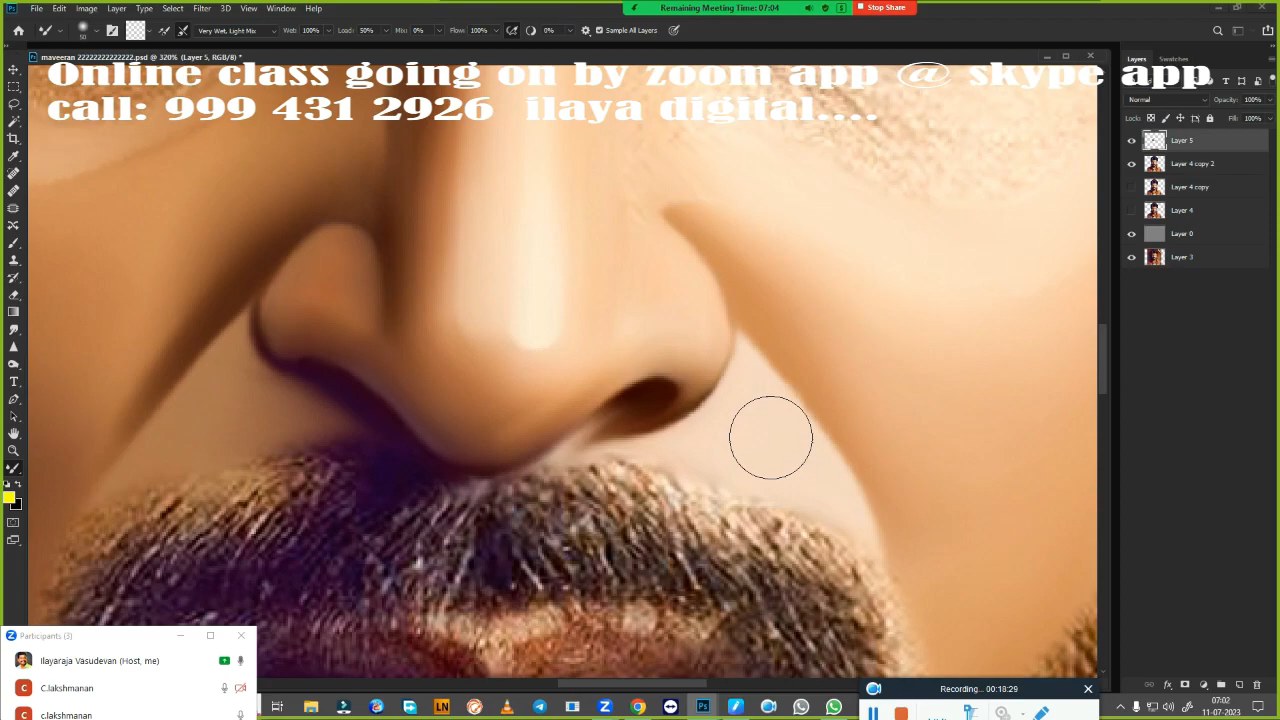 File Edit Image Layer Type Select Filter 3D View Window Help
Remaining Meeting Time: 07:04 Stop Share
Very Wet, Light Mix Wet: 100% Load: 50% Mix: 0% Flow: 100% 0% Sample All Layers
maveeran 22222222222222.psd @ 320% (Layer 5, RGB/8) *
Online class going on by zoom app @ skype app
call: 999 431 2926 ilaya digital....
Layers Swatches
Normal Opacity: 100%
Lock: Fill: 100%
Layer 5
Layer 4 copy 2
Layer 4 copy
Layer 4
Layer 0
Layer 3
Participants (3)
Ilayaraja Vasudevan (Host, me)
C C.lakshmanan
C c.lakshmanan
Recording... 00:18:29
07:02
11-07-2023